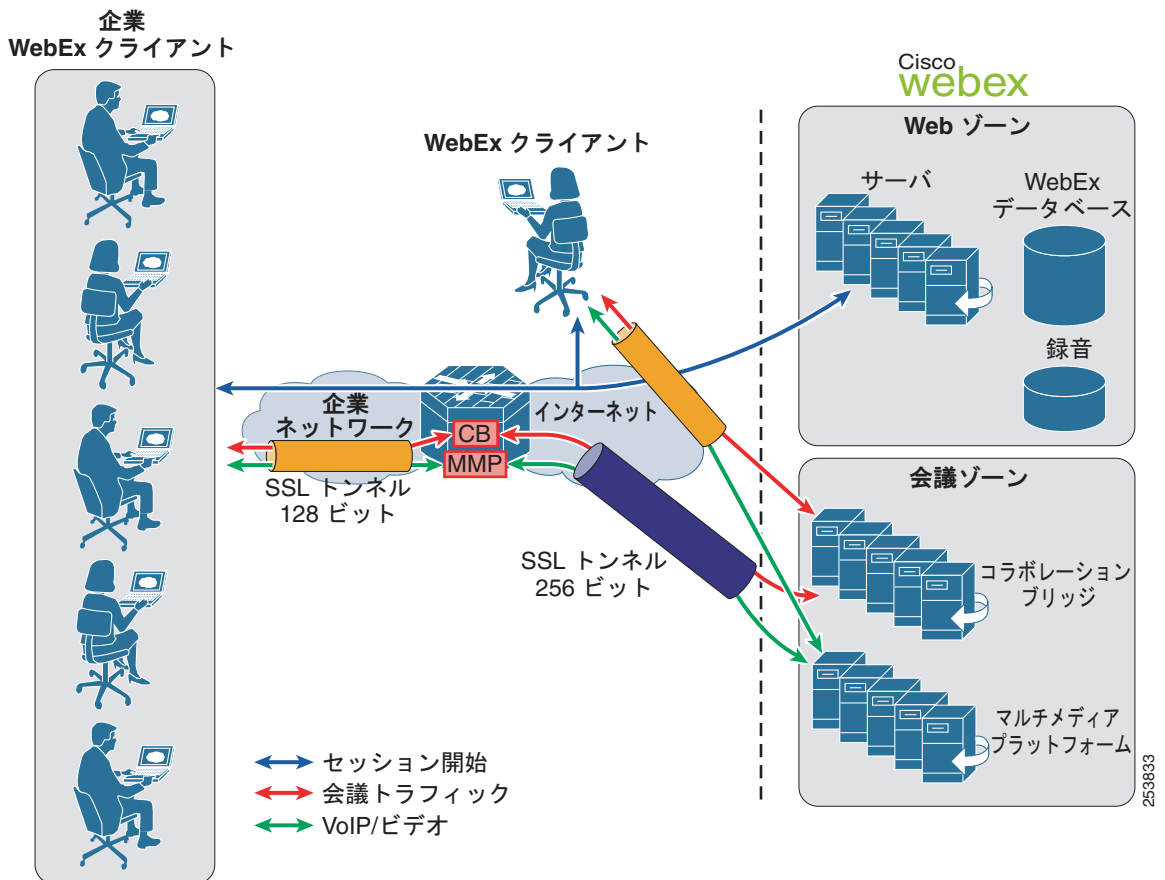 企業
WebEx クライアント
Cisco
webex
Web ゾーン
サーバ
WebEx
データベース
録音
WebEx クライアント
企業
ネットワーク
インターネット
CB
MMP
SSL トンネル
128 ビット
SSL トンネル
256 ビット
会議ゾーン
コラボレーション
ブリッジ
マルチメディア
プラットフォーム
セッション開始
会議トラフィック
VoIP/ビデオ
253833